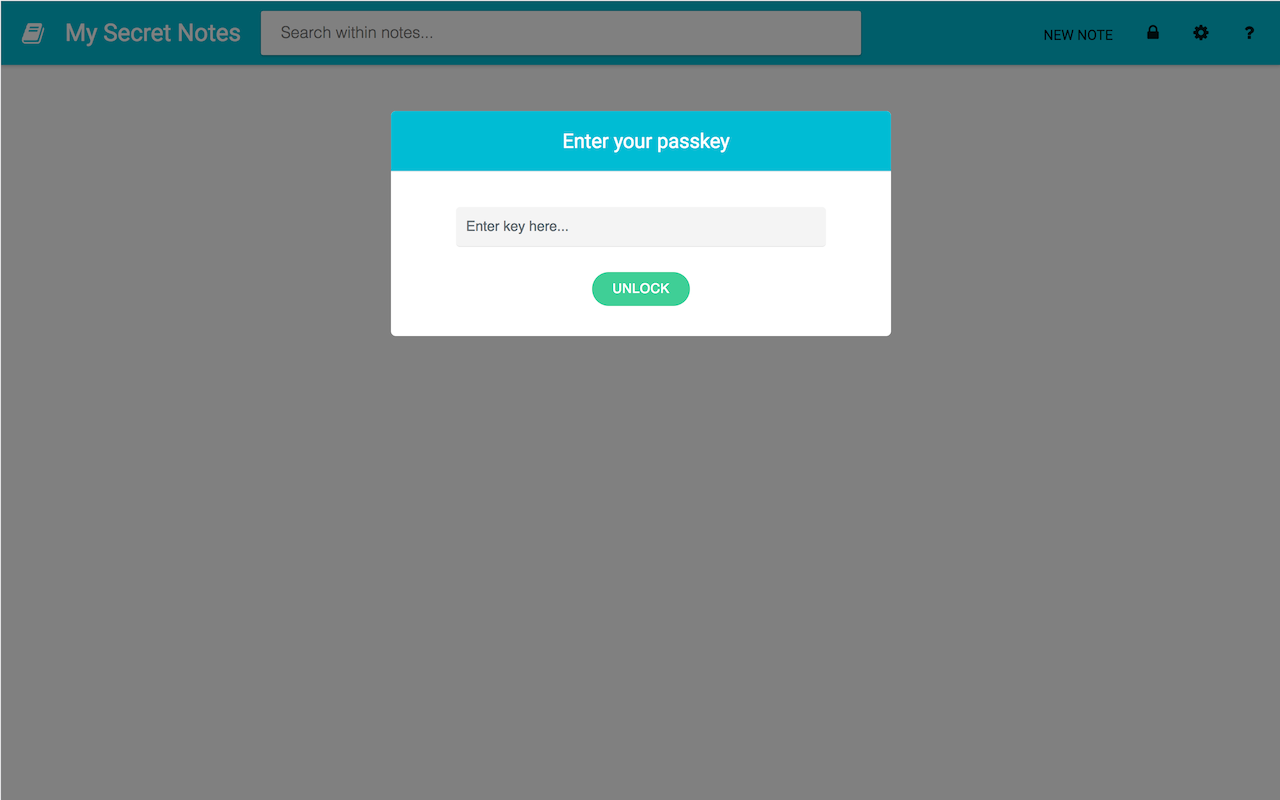 My Secret Notes
Search within notes...
NEW NOTE
?
Enter your passkey
Enter key here...
UNLOCK